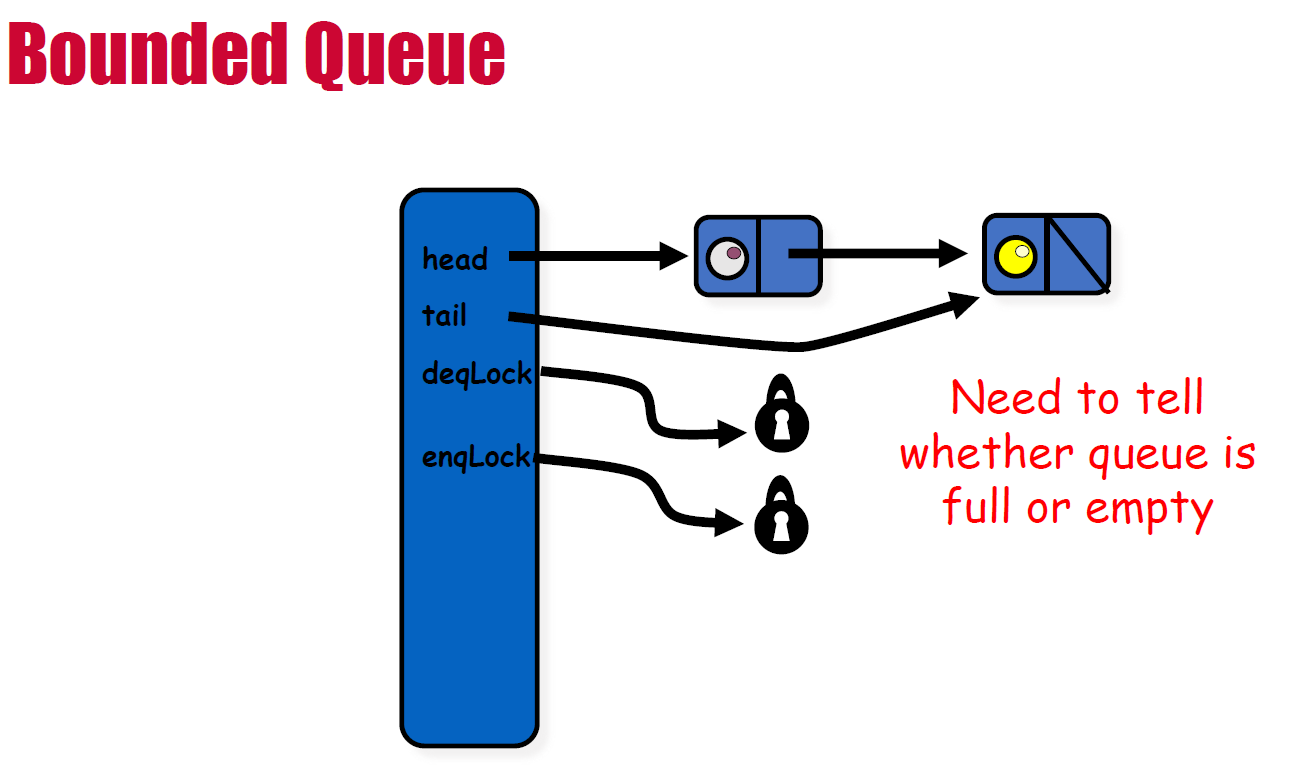 Bounded Queue
head
tail
deqLock
enqLock
Need to tell
whether queue is
full or empty